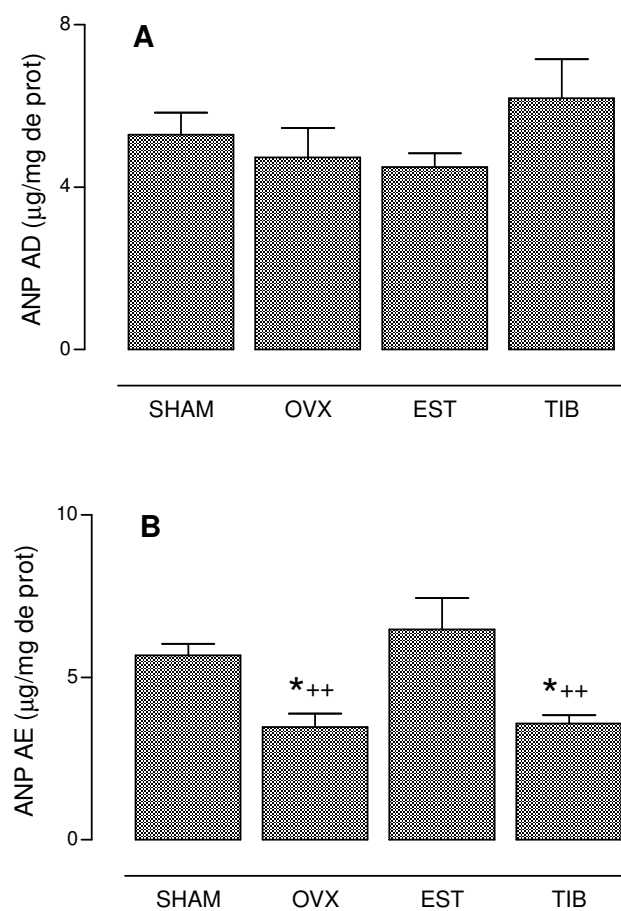 A
8
4
0
ANP AD (µg/mg de prot)
SHAM OVX EST TIB
B
10
5
0
ANP AE (µg/mg de prot)
*++ *++
SHAM OVX EST TIB